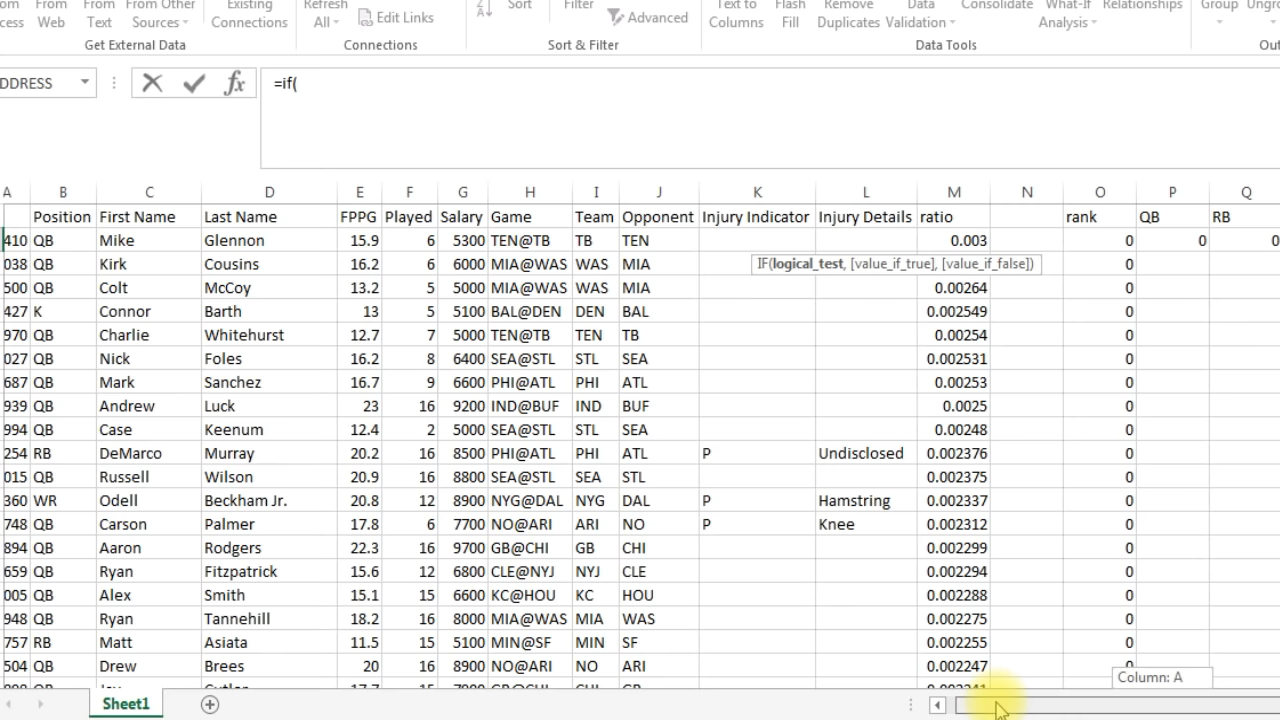 om From From From Other Existing Refresh Edit Links Sort Filter Advanced Text to Flash Remove Data Consolidate What-If Relationships Group Ungro
cess Web Text Sources Connections All Columns Fill Duplicates Validation Analysis
Get External Data Connections Sort & Filter Data Tools Out
DDRESS =if(
A B C D E F G H I J K L M N O P Q
Position First Name Last Name FPPG Played Salary Game Team Opponent Injury Indicator Injury Details ratio rank QB RB
410 QB Mike Glennon 15.9 6 5300 TEN@TB TB TEN 0.003 0 0 0
038 QB Kirk Cousins 16.2 6 6000 MIA@WAS WAS MIA IF(logical_test, [value_if_true], [value_if_false]) 0
500 QB Colt McCoy 13.2 5 5000 MIA@WAS WAS MIA 0.00264 0
427 K Connor Barth 13 5 5100 BAL@DEN DEN BAL 0.002549 0
970 QB Charlie Whitehurst 12.7 7 5000 TEN@TB TEN TB 0.00254 0
027 QB Nick Foles 16.2 8 6400 SEA@STL STL SEA 0.002531 0
687 QB Mark Sanchez 16.7 9 6600 PHI@ATL PHI ATL 0.00253 0
939 QB Andrew Luck 23 16 9200 IND@BUF IND BUF 0.0025 0
994 QB Case Keenum 12.4 2 5000 SEA@STL STL SEA 0.00248 0
254 RB DeMarco Murray 20.2 16 8500 PHI@ATL PHI ATL P Undisclosed 0.002376 0
015 QB Russell Wilson 20.9 16 8800 SEA@STL SEA STL 0.002375 0
360 WR Odell Beckham Jr. 20.8 12 8900 NYG@DAL NYG DAL P Hamstring 0.002337 0
748 QB Carson Palmer 17.8 6 7700 NO@ARI ARI NO P Knee 0.002312 0
894 QB Aaron Rodgers 22.3 16 9700 GB@CHI GB CHI 0.002299 0
659 QB Ryan Fitzpatrick 15.6 12 6800 CLE@NYJ NYJ CLE 0.002294 0
005 QB Alex Smith 15.1 15 6600 KC@HOU KC HOU 0.002288 0
948 QB Ryan Tannehill 18.2 16 8000 MIA@WAS MIA WAS 0.002275 0
757 RB Matt Asiata 11.5 15 5100 MIN@SF MIN SF 0.002255 0
504 QB Drew Brees 20 16 8900 NO@ARI NO ARI 0.002247 0
Column: A
Sheet1